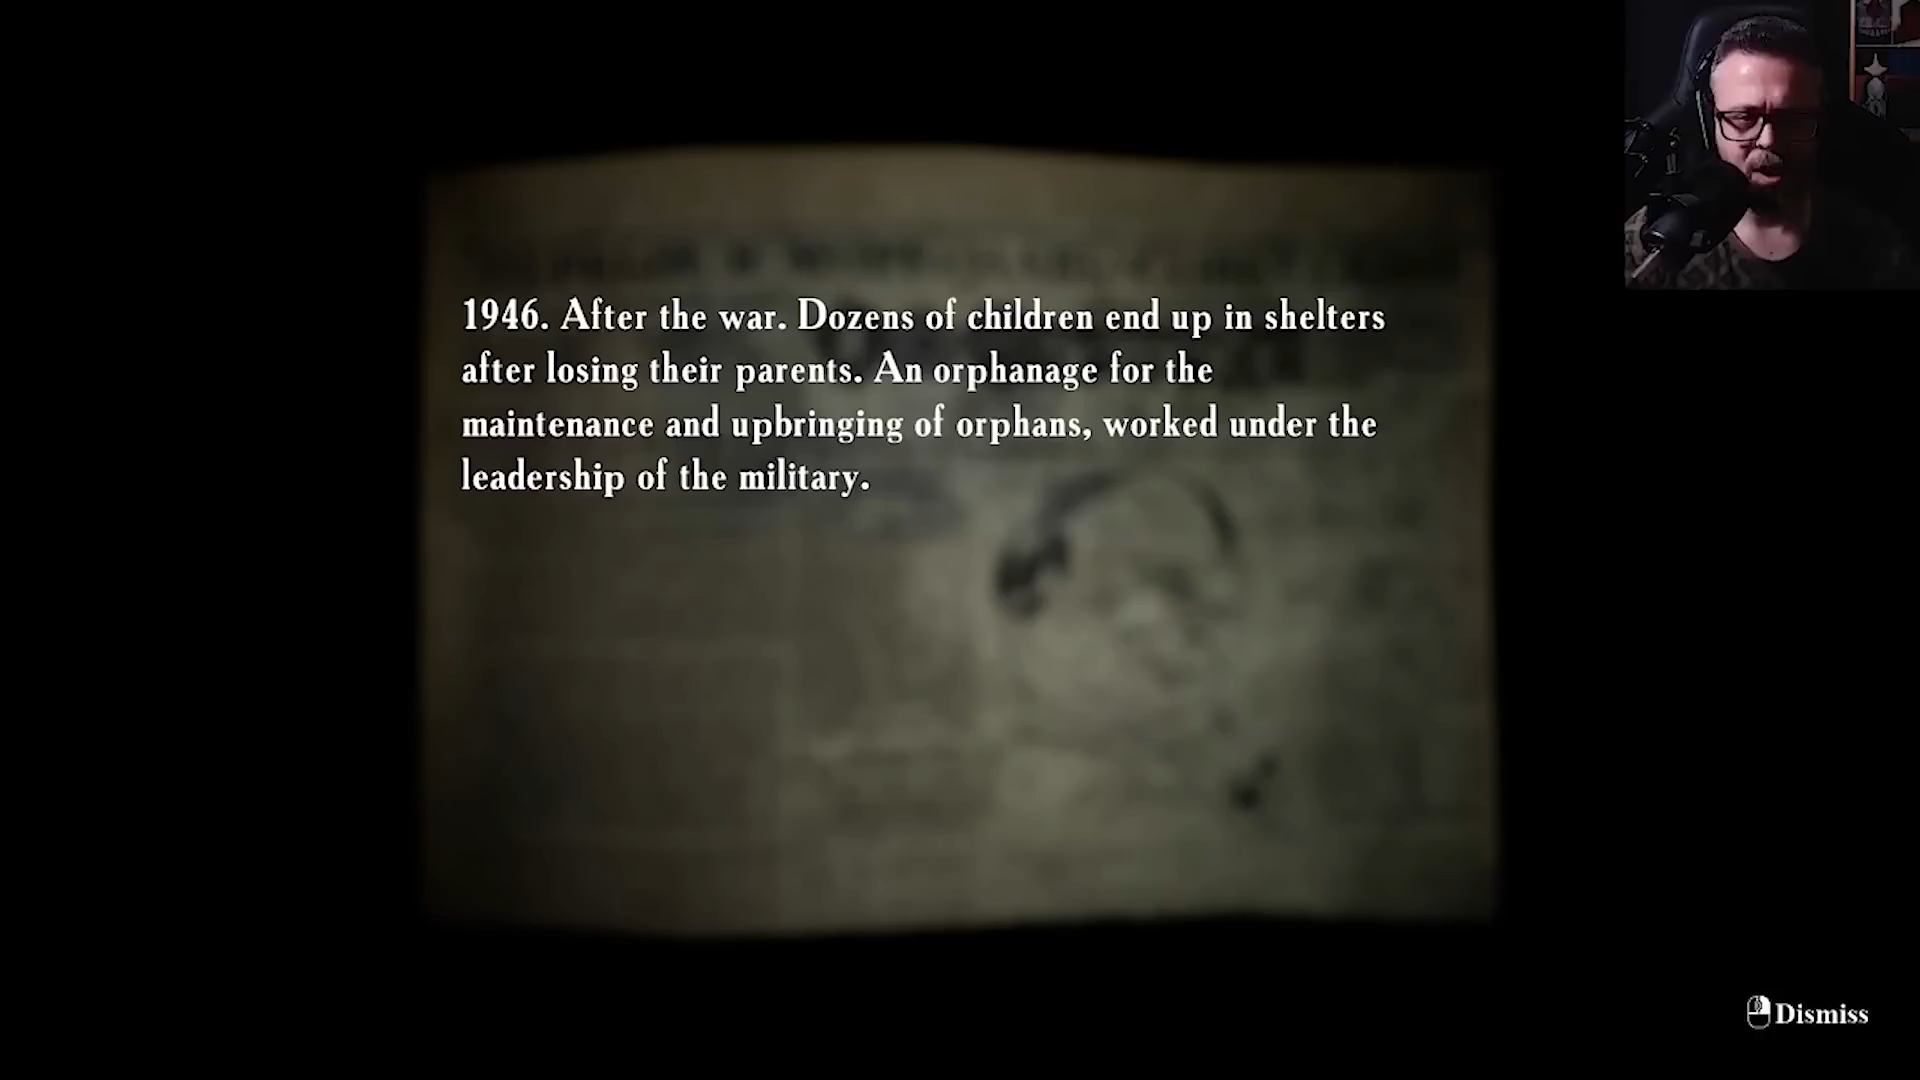 1946. After the war. Dozens of children end up in shelters
after losing their parents. An orphanage for the
maintenance and upbringing of orphans, worked under the
leadership of the military.
Dismiss